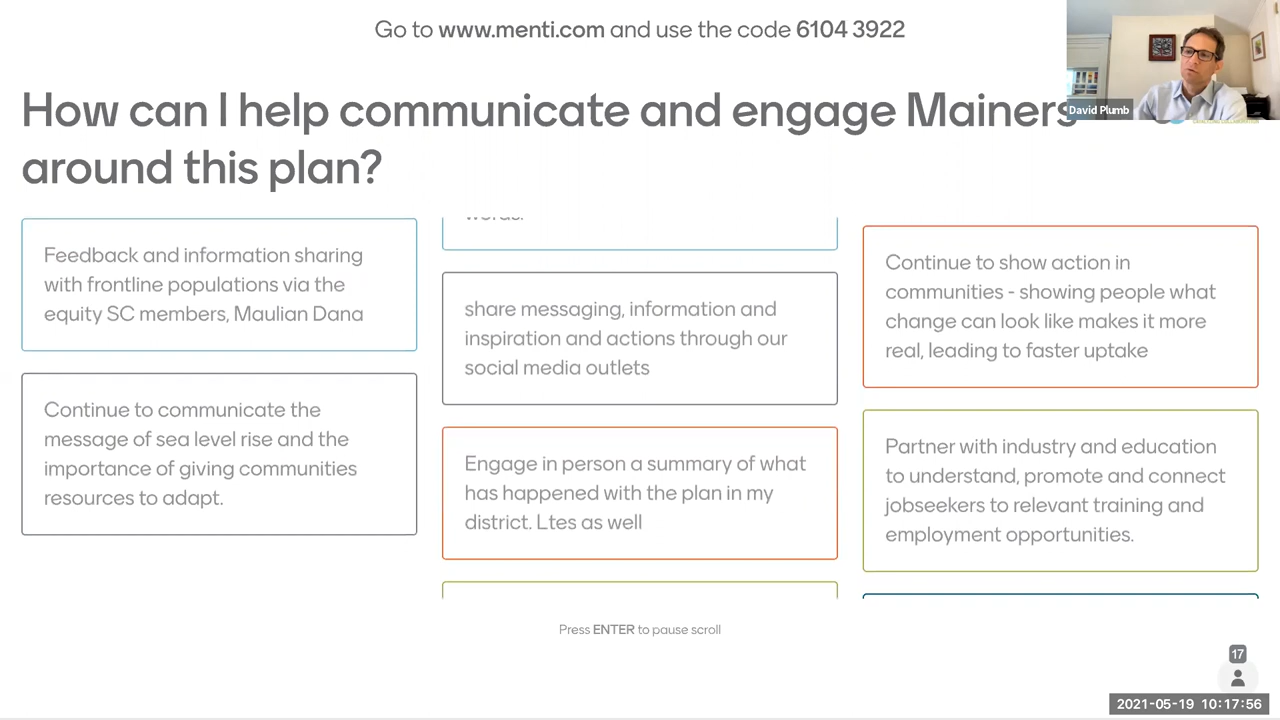 Go to www.menti.com and use the code 6104 3922
David Plumb
How can I help communicate and engage Mainers
around this plan?
Feedback and information sharing
with frontline populations via the
equity SC members, Maulian Dana
Continue to communicate the
message of sea level rise and the
importance of giving communities
resources to adapt.
words.
share messaging, information and
inspiration and actions through our
social media outlets
Engage in person a summary of what
has happened with the plan in my
district. Ltes as well
Continue to show action in
communities - showing people what
change can look like makes it more
real, leading to faster uptake
Partner with industry and education
to understand, promote and connect
jobseekers to relevant training and
employment opportunities.
Press ENTER to pause scroll
17
2021-05-19 10:17:56